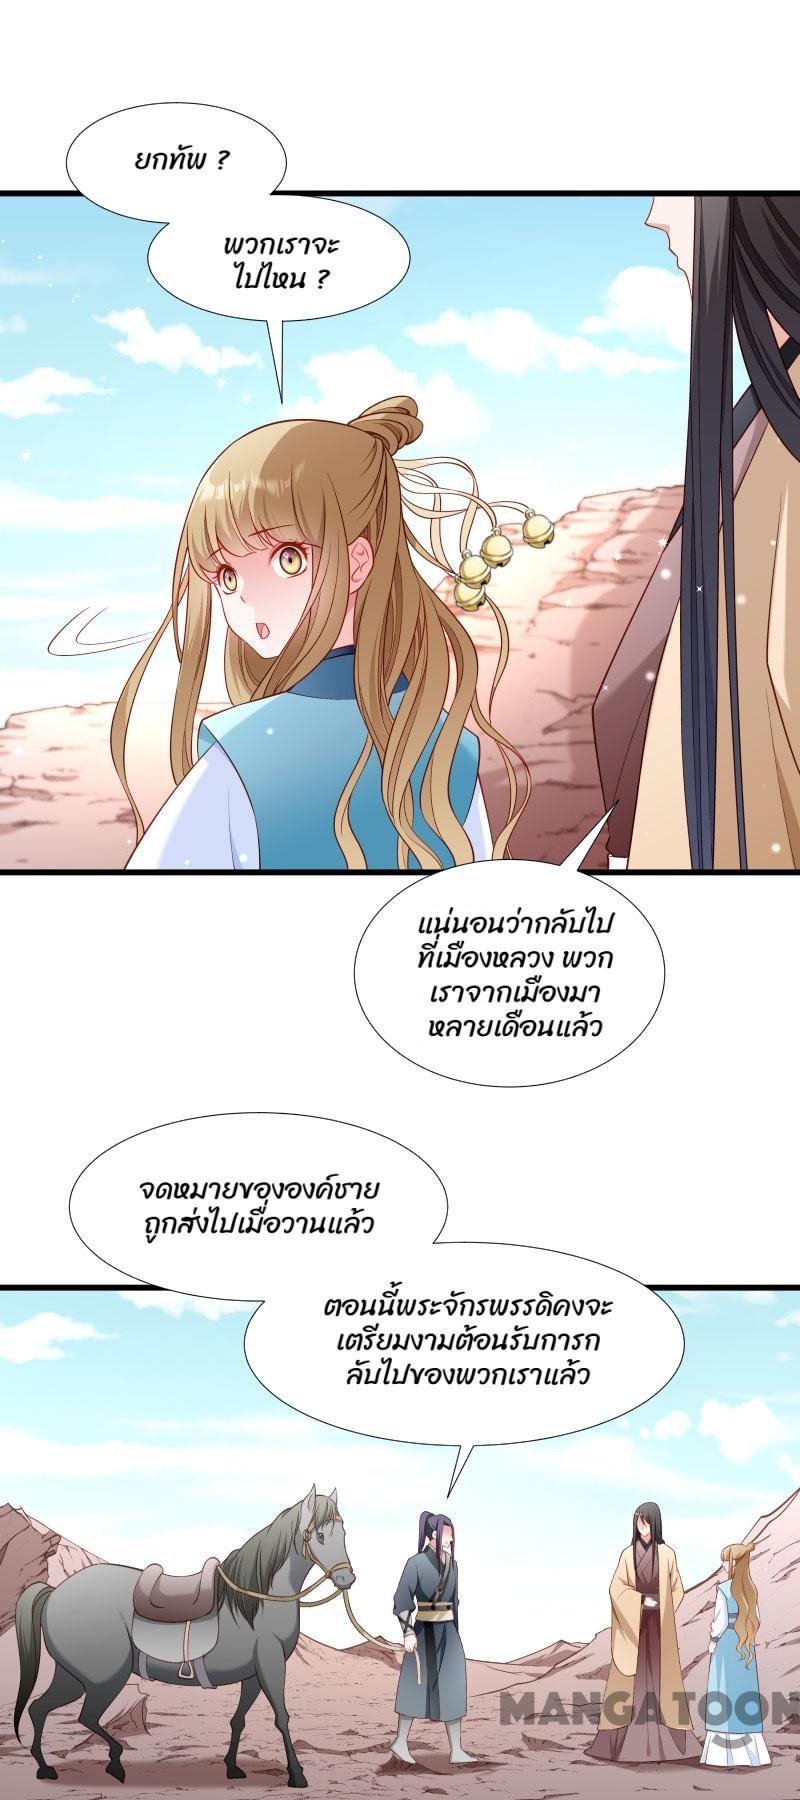 ยกทัพ ?
พวกเราจะ
ไปไหน ?
แน่นอนว่ากลับไป
ที่เมืองหลวง พวก
เราจากเมืองมา
หลายเดือนแล้ว
จดหมายขององค์ชาย
ถูกส่งไปเมื่อวานแล้ว
ตอนนี้พระจักรพรรดิคงจะ
เตรียมงามต้อนรับการก
ลับไปของพวกเราแล้ว
MANGATOON